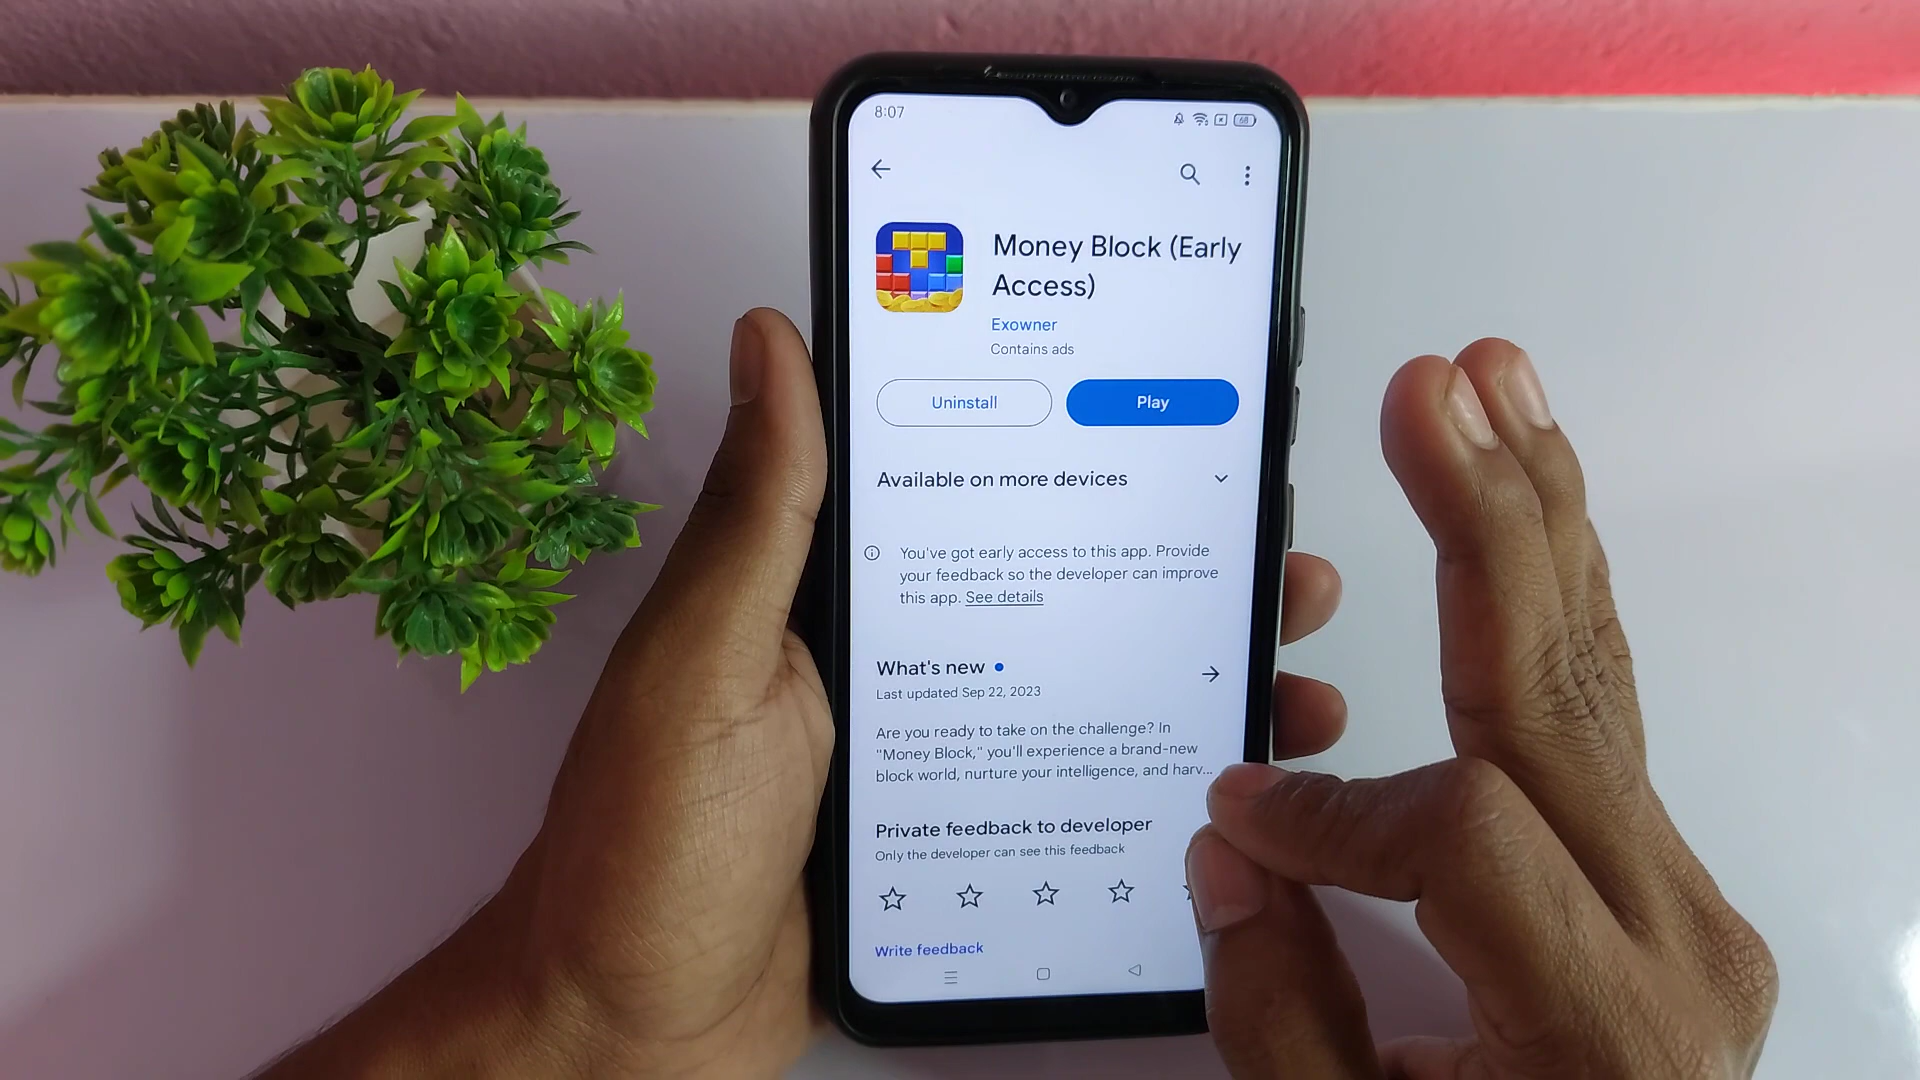 8:07
68
Money Block (Early
Access)
Exowner
Contains ads
Uninstall
Play
Available on more devices
You've got early access to this app. Provide
your feedback so the developer can improve
this app. See details
What's new
Last updated Sep 22, 2023
Are you ready to take on the challenge? In
"Money Block," you'll experience a brand-new
block world, nurture your intelligence, and harv...
Private feedback to developer
Only the developer can see this feedback
Write feedback